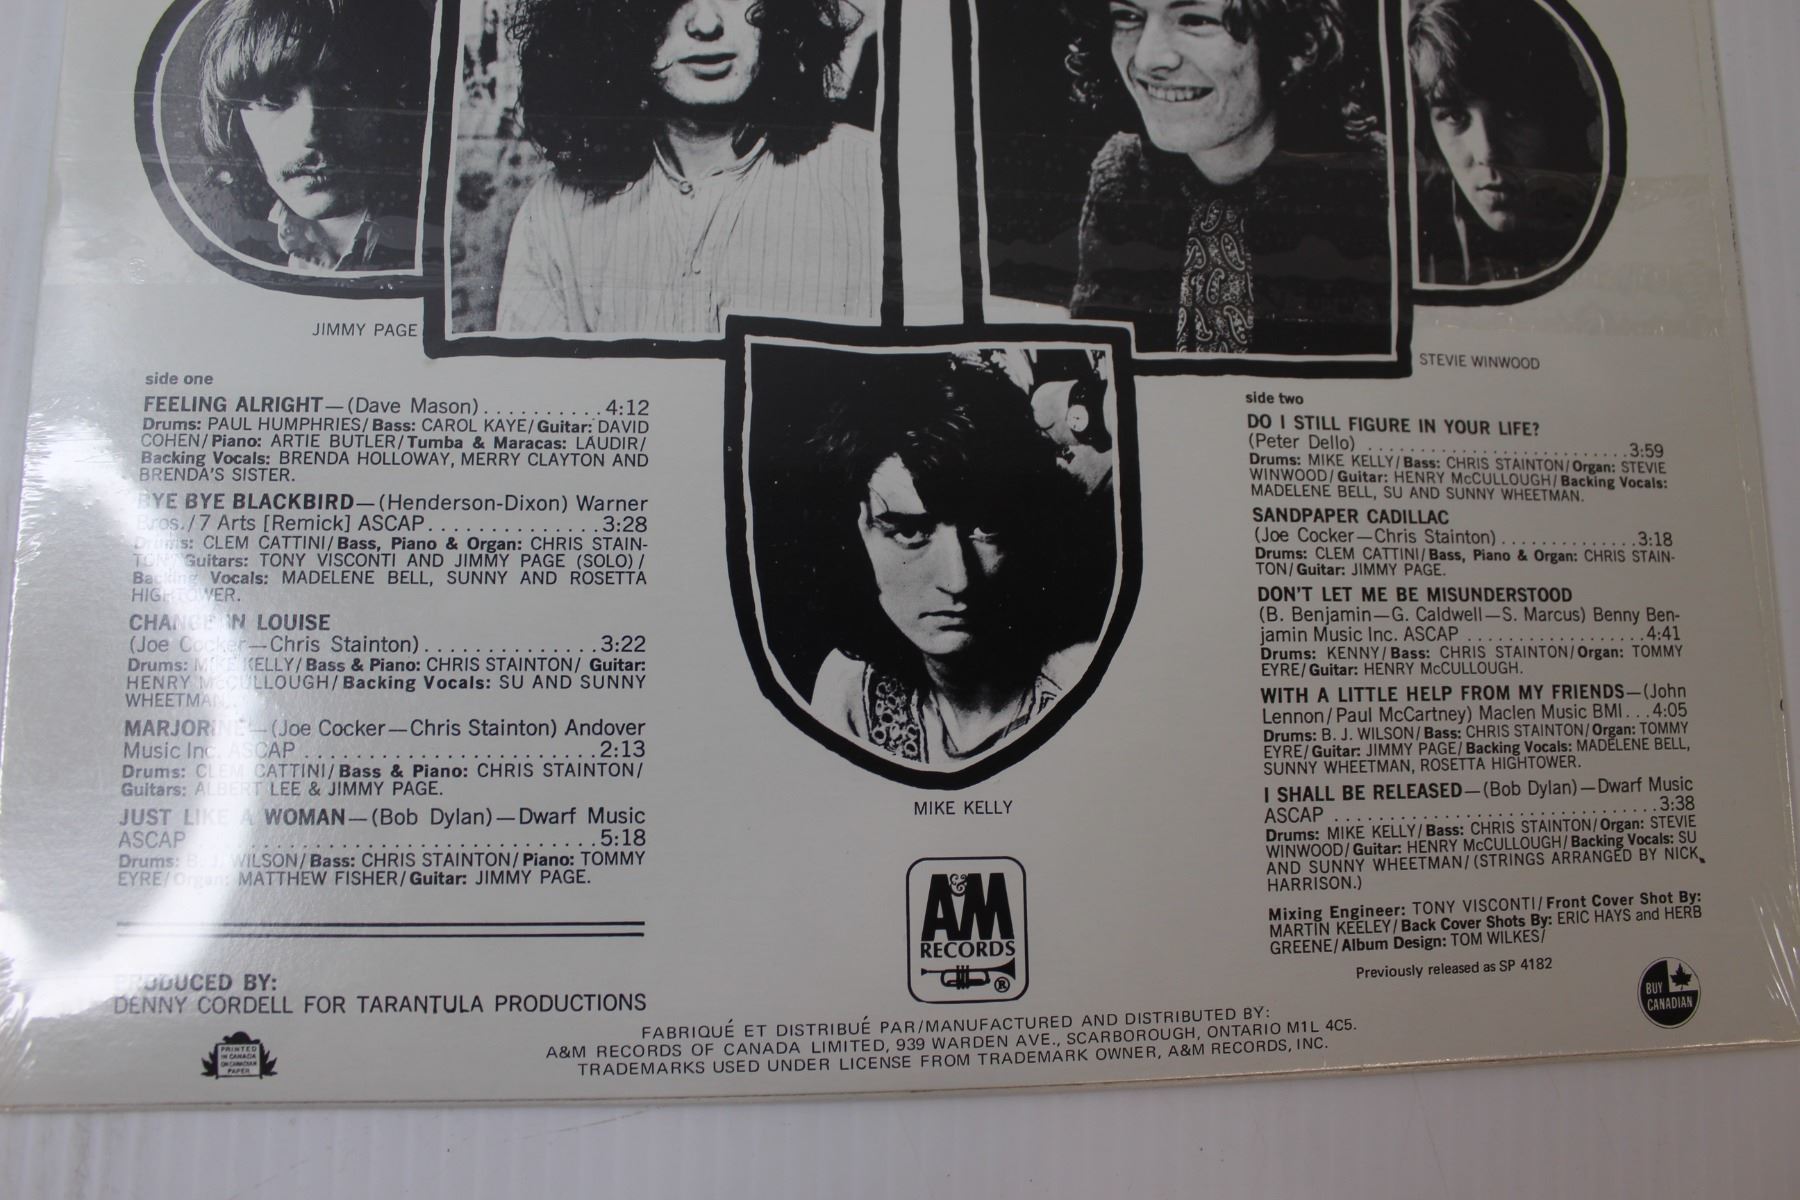 JIMMY PAGE
STEVIE WINWOOD
side one
FEELING ALRIGHT—(Dave Mason) . . . . . . . . . . 4:12
Drums: PAUL HUMPHRIES/Bass: CAROL KAYE/Guitar: DAVID
COHEN/Piano: ARTIE BUTLER/Tumba & Maracas: LAUDIR/
Backing Vocals: BRENDA HOLLOWAY, MERRY CLAYTON AND
BRENDA'S SISTER.
BYE BYE BLACKBIRD—(Henderson-Dixon) Warner
Bros./7 Arts [Remick] ASCAP. . . . . . . . . . . . . . 3:28
Drums: CLEM CATTINI/Bass, Piano & Organ: CHRIS STAIN-
TON/Guitars: TONY VISCONTI AND JIMMY PAGE (SOLO)/
Backing Vocals: MADELENE BELL, SUNNY AND ROSETTA
HIGHTOWER.
CHANGE IN LOUISE
(Joe Cocker—Chris Stainton) . . . . . . . . . . . . . . 3:22
Drums: MIKE KELLY/Bass & Piano: CHRIS STAINTON/ Guitar:
HENRY McCULLOUGH/Backing Vocals: SU AND SUNNY
WHEETMAN.
MARJORINE—(Joe Cocker—Chris Stainton) Andover
Music Inc. ASCAP . . . . . . . . . . . . . . . . . . . . . . 2:13
Drums: CLEM CATTINI/Bass & Piano: CHRIS STAINTON/
Guitars: ALBERT LEE & JIMMY PAGE.
JUST LIKE A WOMAN—(Bob Dylan)—Dwarf Music
ASCAP . . . . . . . . . . . . . . . . . . . . . . . . . . . . . . 5:18
Drums: B. J. WILSON/Bass: CHRIS STAINTON/Piano: TOMMY
EYRE/Organ: MATTHEW FISHER/Guitar: JIMMY PAGE.
PRODUCED BY:
DENNY CORDELL FOR TARANTULA PRODUCTIONS
PRINTED
IN CANADA
ON CANADIAN
PAPER
MIKE KELLY
A&M
RECORDS
®
side two
DO I STILL FIGURE IN YOUR LIFE?
(Peter Dello) . . . . . . . . . . . . . . . . . . . . . . . . . . 3:59
Drums: MIKE KELLY/Bass: CHRIS STAINTON/Organ: STEVIE
WINWOOD/Guitar: HENRY McCULLOUGH/Backing Vocals:
MADELENE BELL, SU AND SUNNY WHEETMAN.
SANDPAPER CADILLAC
(Joe Cocker—Chris Stainton) . . . . . . . . . . . . . 3:18
Drums: CLEM CATTINI/Bass, Piano & Organ: CHRIS STAIN-
TON/Guitar: JIMMY PAGE.
DON'T LET ME BE MISUNDERSTOOD
(B. Benjamin—G. Caldwell—S. Marcus) Benny Ben-
jamin Music Inc. ASCAP . . . . . . . . . . . . . . . . . 4:41
Drums: KENNY/Bass: CHRIS STAINTON/Organ: TOMMY
EYRE/Guitar: HENRY McCULLOUGH.
WITH A LITTLE HELP FROM MY FRIENDS—(John
Lennon/Paul McCartney) Maclen Music BMI . . . 4:05
Drums: B. J. WILSON/Bass: CHRIS STAINTON/Organ: TOMMY
EYRE/Guitar: JIMMY PAGE/Backing Vocals: MADELENE BELL,
SUNNY WHEETMAN, ROSETTA HIGHTOWER.
I SHALL BE RELEASED—(Bob Dylan)—Dwarf Music
ASCAP . . . . . . . . . . . . . . . . . . . . . . . . . . . . . . 3:38
Drums: MIKE KELLY/Bass: CHRIS STAINTON/Organ: STEVIE
WINWOOD/Guitar: HENRY McCULLOUGH/Backing Vocals: SU
AND SUNNY WHEETMAN/(STRINGS ARRANGED BY NICK
HARRISON.)
Mixing Engineer: TONY VISCONTI/Front Cover Shot By:
MARTIN KEELEY/Back Cover Shots By: ERIC HAYS and HERB
GREENE/Album Design: TOM WILKES/
Previously released as SP 4182
BUY
CANADIAN
FABRIQUÉ ET DISTRIBUÉ PAR/MANUFACTURED AND DISTRIBUTED BY:
A&M RECORDS OF CANADA LIMITED, 939 WARDEN AVE., SCARBOROUGH, ONTARIO M1L 4C5.
TRADEMARKS USED UNDER LICENSE FROM TRADEMARK OWNER, A&M RECORDS, INC.